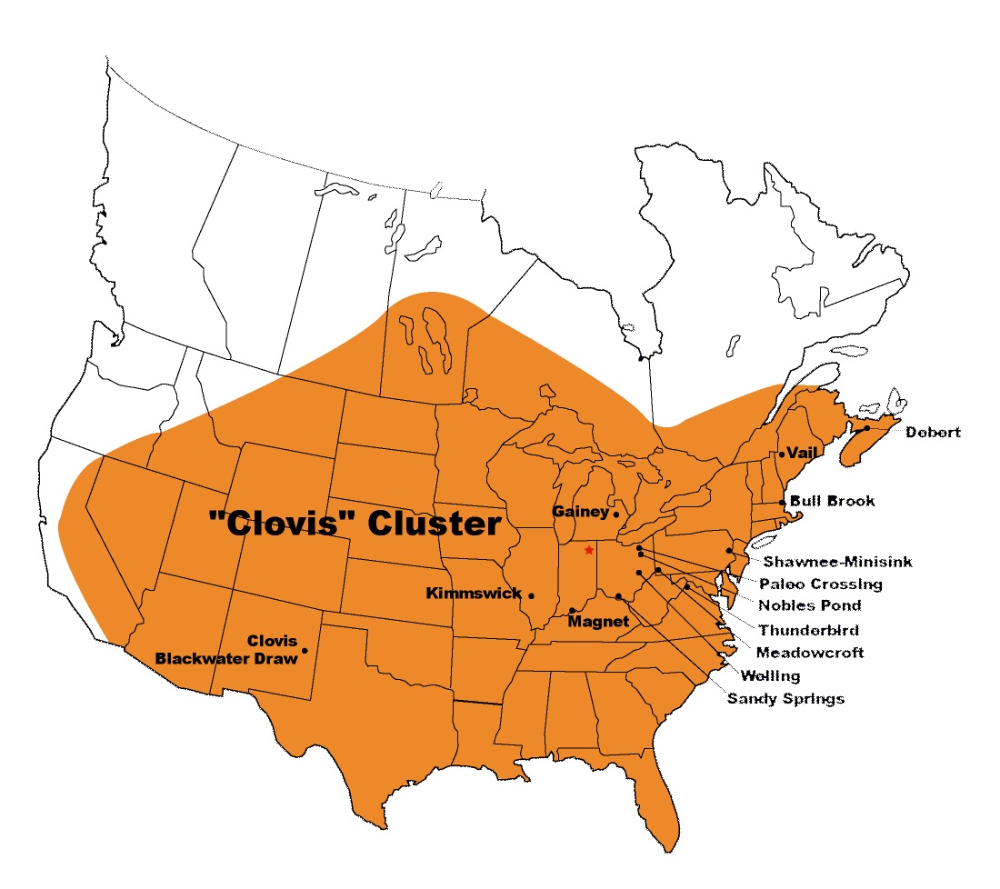 Debert
Vail
Bull Brook
"Clovis" Cluster
Gainey
Shawnee-Minisink
Paleo Crossing
Kimmswick
Nobles Pond
Magnet
Thunderbird
Clovis
Blackwater Draw
Meadowcroft
Welling
Sandy Springs